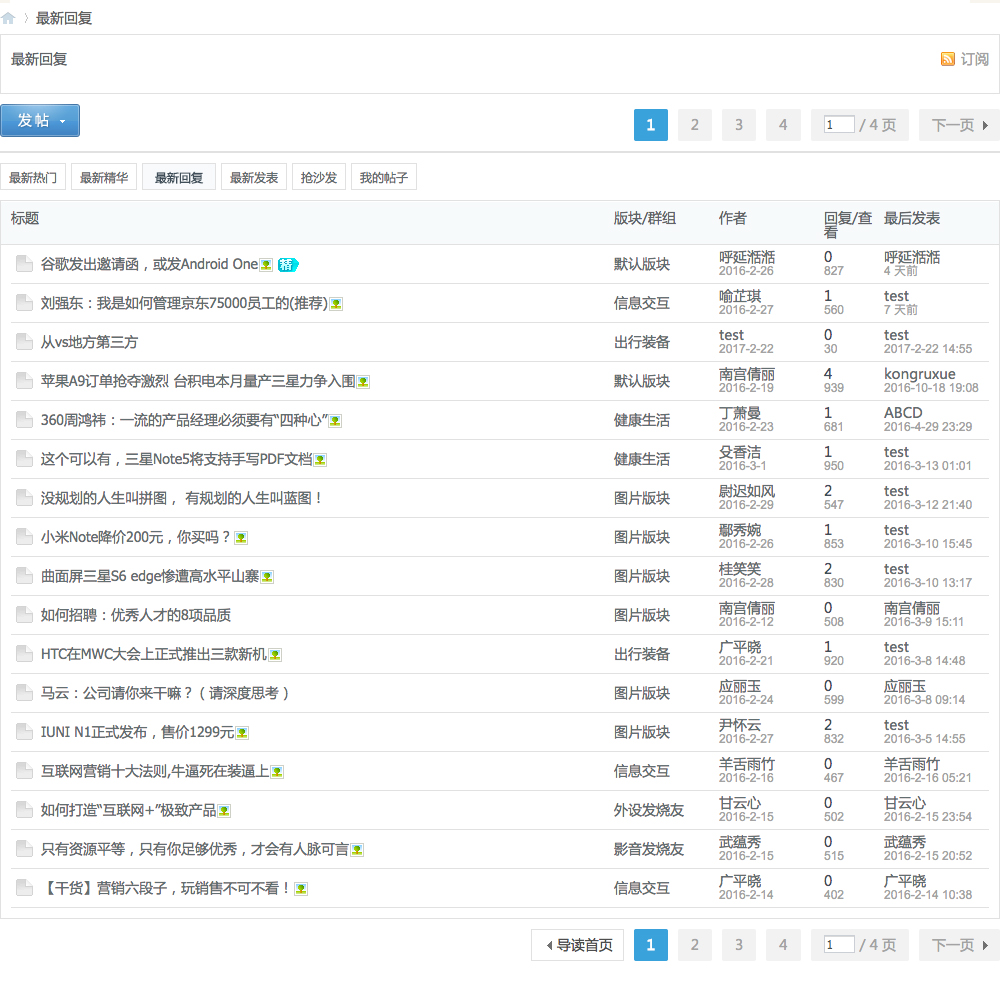 最新回复
最新回复 订阅
发帖 1 2 3 4 1 / 4 页 下一页
最新热门 最新精华 最新回复 最新发表 抢沙发 我的帖子
标题 版块/群组 作者 回复/查看 最后发表
谷歌发出邀请函，或发Android One 精 默认版块 呼延湉湉 0 呼延湉湉
2016-2-26 827 4 天前
刘强东：我是如何管理京东75000员工的(推荐) 信息交互 喻芷琪 1 test
2016-2-27 560 7 天前
从vs地方第三方 出行装备 test 0 test
2017-2-22 30 2017-2-22 14:55
苹果A9订单抢夺激烈 台积电本月量产三星力争入围 默认版块 南宫倩丽 4 kongruxue
2016-2-19 939 2016-10-18 19:08
360周鸿祎：一流的产品经理必须要有“四种心” 健康生活 丁萧曼 1 ABCD
2016-2-23 681 2016-4-29 23:29
这个可以有，三星Note5将支持手写PDF文档 健康生活 殳香洁 1 test
2016-3-1 950 2016-3-13 01:01
没规划的人生叫拼图， 有规划的人生叫蓝图！ 图片版块 尉迟如风 2 test
2016-2-29 547 2016-3-12 21:40
小米Note降价200元，你买吗？ 图片版块 鄢秀婉 1 test
2016-2-26 853 2016-3-10 15:45
曲面屏三星S6 edge惨遭高水平山寨 图片版块 桂笑笑 2 test
2016-2-28 830 2016-3-10 13:17
如何招聘：优秀人才的8项品质 图片版块 南宫倩丽 0 南宫倩丽
2016-2-12 508 2016-3-9 15:11
HTC在MWC大会上正式推出三款新机 出行装备 广平晓 1 test
2016-2-21 920 2016-3-8 14:48
马云：公司请你来干嘛？（请深度思考） 图片版块 应丽玉 0 应丽玉
2016-2-24 599 2016-3-8 09:14
IUNI N1正式发布，售价1299元 图片版块 尹怀云 2 test
2016-2-27 832 2016-3-5 14:55
互联网营销十大法则,牛逼死在装逼上 信息交互 羊舌雨竹 0 羊舌雨竹
2016-2-16 467 2016-2-16 05:21
如何打造“互联网+”极致产品 外设发烧友 甘云心 0 甘云心
2016-2-15 502 2016-2-15 23:54
只有资源平等，只有你足够优秀，才会有人脉可言 影音发烧友 武蕴秀 0 武蕴秀
2016-2-15 515 2016-2-15 20:52
【干货】营销六段子，玩销售不可不看！ 信息交互 广平晓 0 广平晓
2016-2-14 402 2016-2-14 10:38
导读首页 1 2 3 4 1 / 4 页 下一页